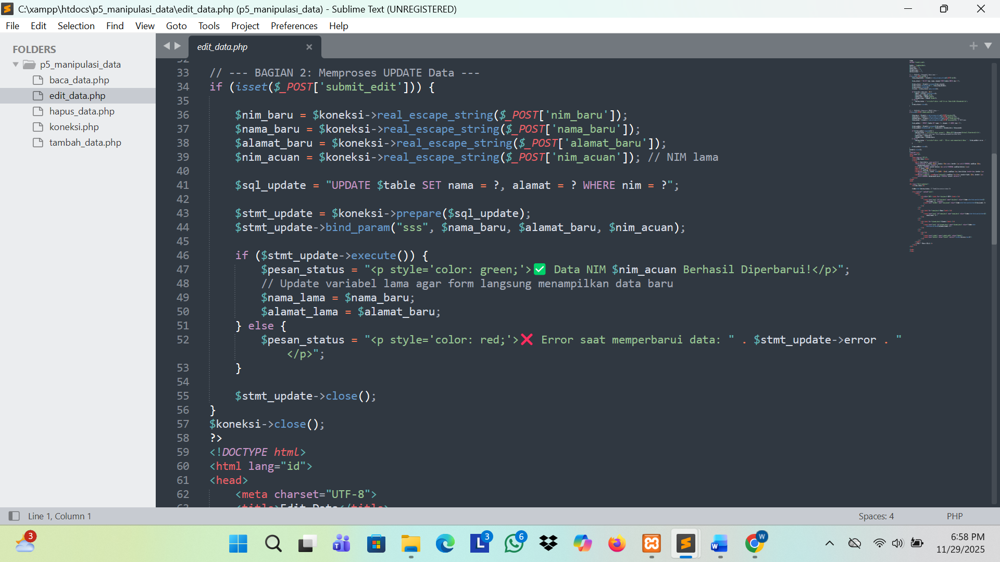 C:\xampp\htdocs\p5_manipulasi_data\edit_data.php (p5_manipulasi_data) - Sublime Text (UNREGISTERED)
File Edit Selection Find View Goto Tools Project Preferences Help
FOLDERS
p5_manipulasi_data
baca_data.php
edit_data.php
hapus_data.php
koneksi.php
tambah_data.php
edit_data.php
32
33 // --- BAGIAN 2: Memproses UPDATE Data ---
34 if (isset($_POST['submit_edit'])) {
35
36 $nim_baru = $koneksi->real_escape_string($_POST['nim_baru']);
37 $nama_baru = $koneksi->real_escape_string($_POST['nama_baru']);
38 $alamat_baru = $koneksi->real_escape_string($_POST['alamat_baru']);
39 $nim_acuan = $koneksi->real_escape_string($_POST['nim_acuan']); // NIM lama
40
41 $sql_update = "UPDATE $table SET nama = ?, alamat = ? WHERE nim = ?";
42
43 $stmt_update = $koneksi->prepare($sql_update);
44 $stmt_update->bind_param("sss", $nama_baru, $alamat_baru, $nim_acuan);
45
46 if ($stmt_update->execute()) {
47 $pesan_status = "<p style='color: green;'>✅ Data NIM $nim_acuan Berhasil Diperbarui!</p>";
48 // Update variabel lama agar form langsung menampilkan data baru
49 $nama_lama = $nama_baru;
50 $alamat_lama = $alamat_baru;
51 } else {
52 $pesan_status = "<p style='color: red;'>❌ Error saat memperbarui data: " . $stmt_update->error . "
</p>";
53 }
54
55 $stmt_update->close();
56 }
57 $koneksi->close();
58 ?>
59 <!DOCTYPE html>
60 <html lang="id">
61 <head>
62 <meta charset="UTF-8">
63 <title>Edit Data</title>
Line 1, Column 1
Spaces: 4
PHP
3
3
6
W
6:58 PM
11/29/2025